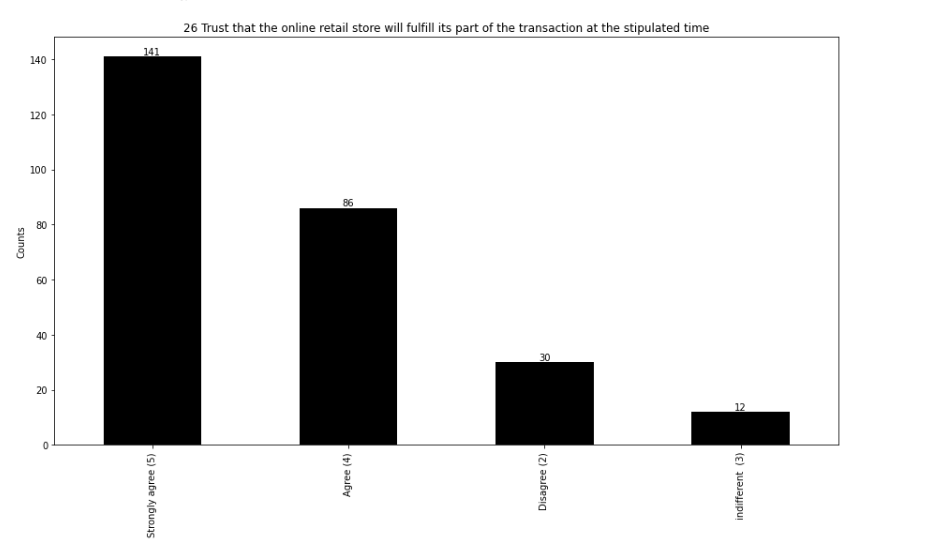 26 Trust that the online retail store will fulfill its part of the transaction at the stipulated time
141
140
120
100
86
80
Counts
60
40
30
20
12
0
Strongly agree (5)
Agree (4)
Disagree (2)
indifferent  (3)